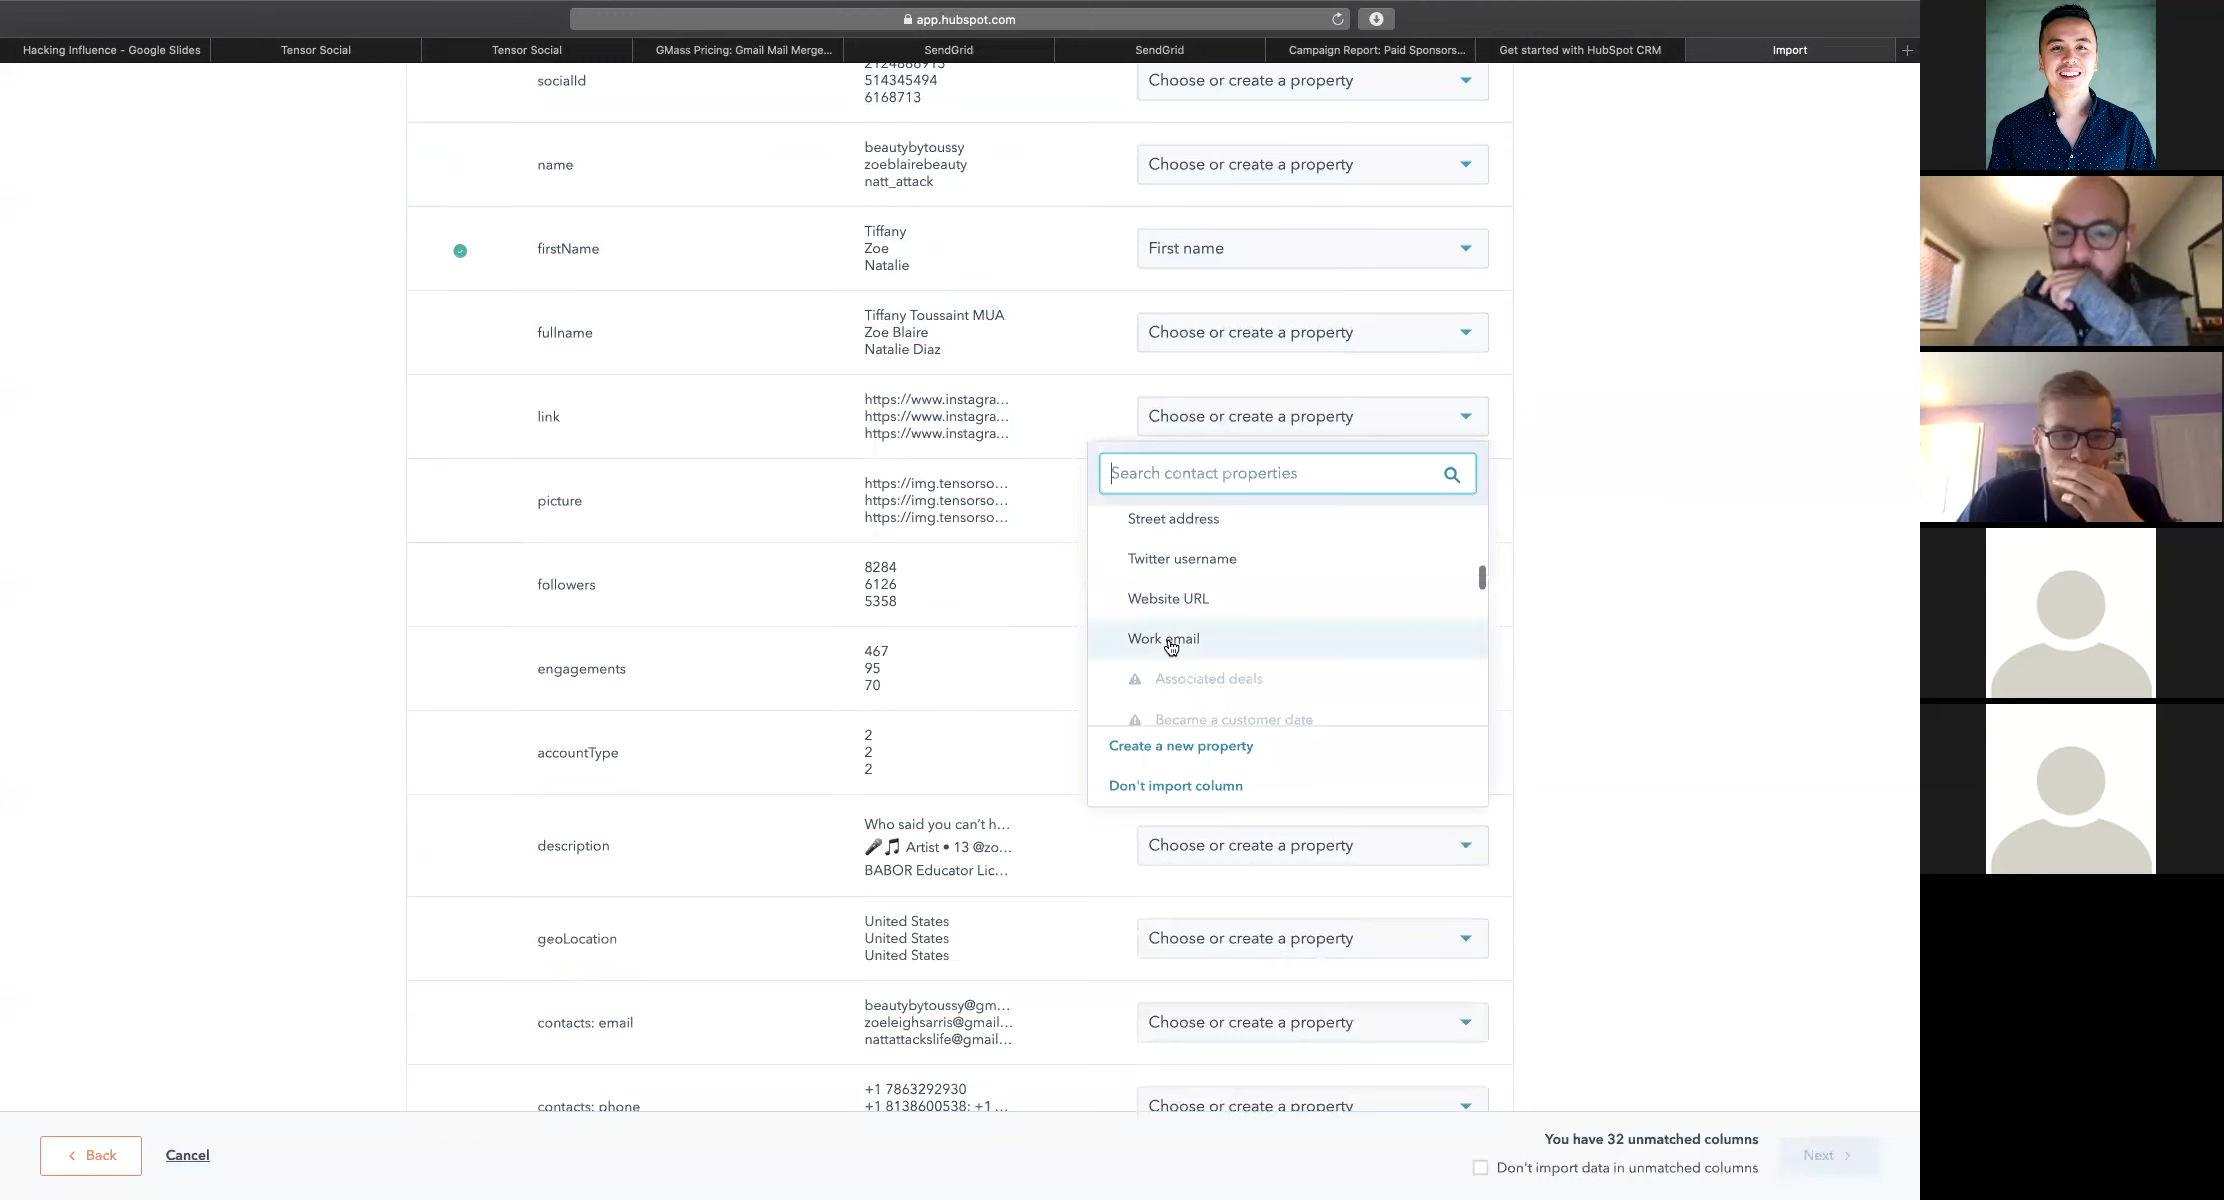 app.hubspot.com
Hacking Influence - Google Slides
Tensor Social
Tensor Social
GMass Pricing: Gmail Mail Merge...
SendGrid
SendGrid
Campaign Report: Paid Sponsors...
Get started with HubSpot CRM
Import
socialId
2124886913
514345494
6168713
Choose or create a property
name
beautybytoussy
zoeblairebeauty
natt_attack
Choose or create a property
firstName
Tiffany
Zoe
Natalie
First name
fullname
Tiffany Toussaint MUA
Zoe Blaire
Natalie Diaz
Choose or create a property
link
https://www.instagra...
https://www.instagra...
https://www.instagra...
Choose or create a property
picture
https://img.tensorso...
https://img.tensorso...
https://img.tensorso...
followers
8284
6126
5358
engagements
467
95
70
accountType
2
2
2
Search contact properties
Street address
Twitter username
Website URL
Work email
Associated deals
Became a customer date
Create a new property
Don't import column
description
Who said you can't h...
🎤🎵 Artist • 13 @zo...
BABOR Educator Lic...
Choose or create a property
geoLocation
United States
United States
United States
Choose or create a property
contacts: email
beautybytoussy@gm...
zoeleighsarris@gmail...
nattattackslife@gmail...
Choose or create a property
contacts: phone
+1 7863292930
+1 8138600538; +1 ...
Choose or create a property
Back
Cancel
You have 32 unmatched columns
Don't import data in unmatched columns
Next